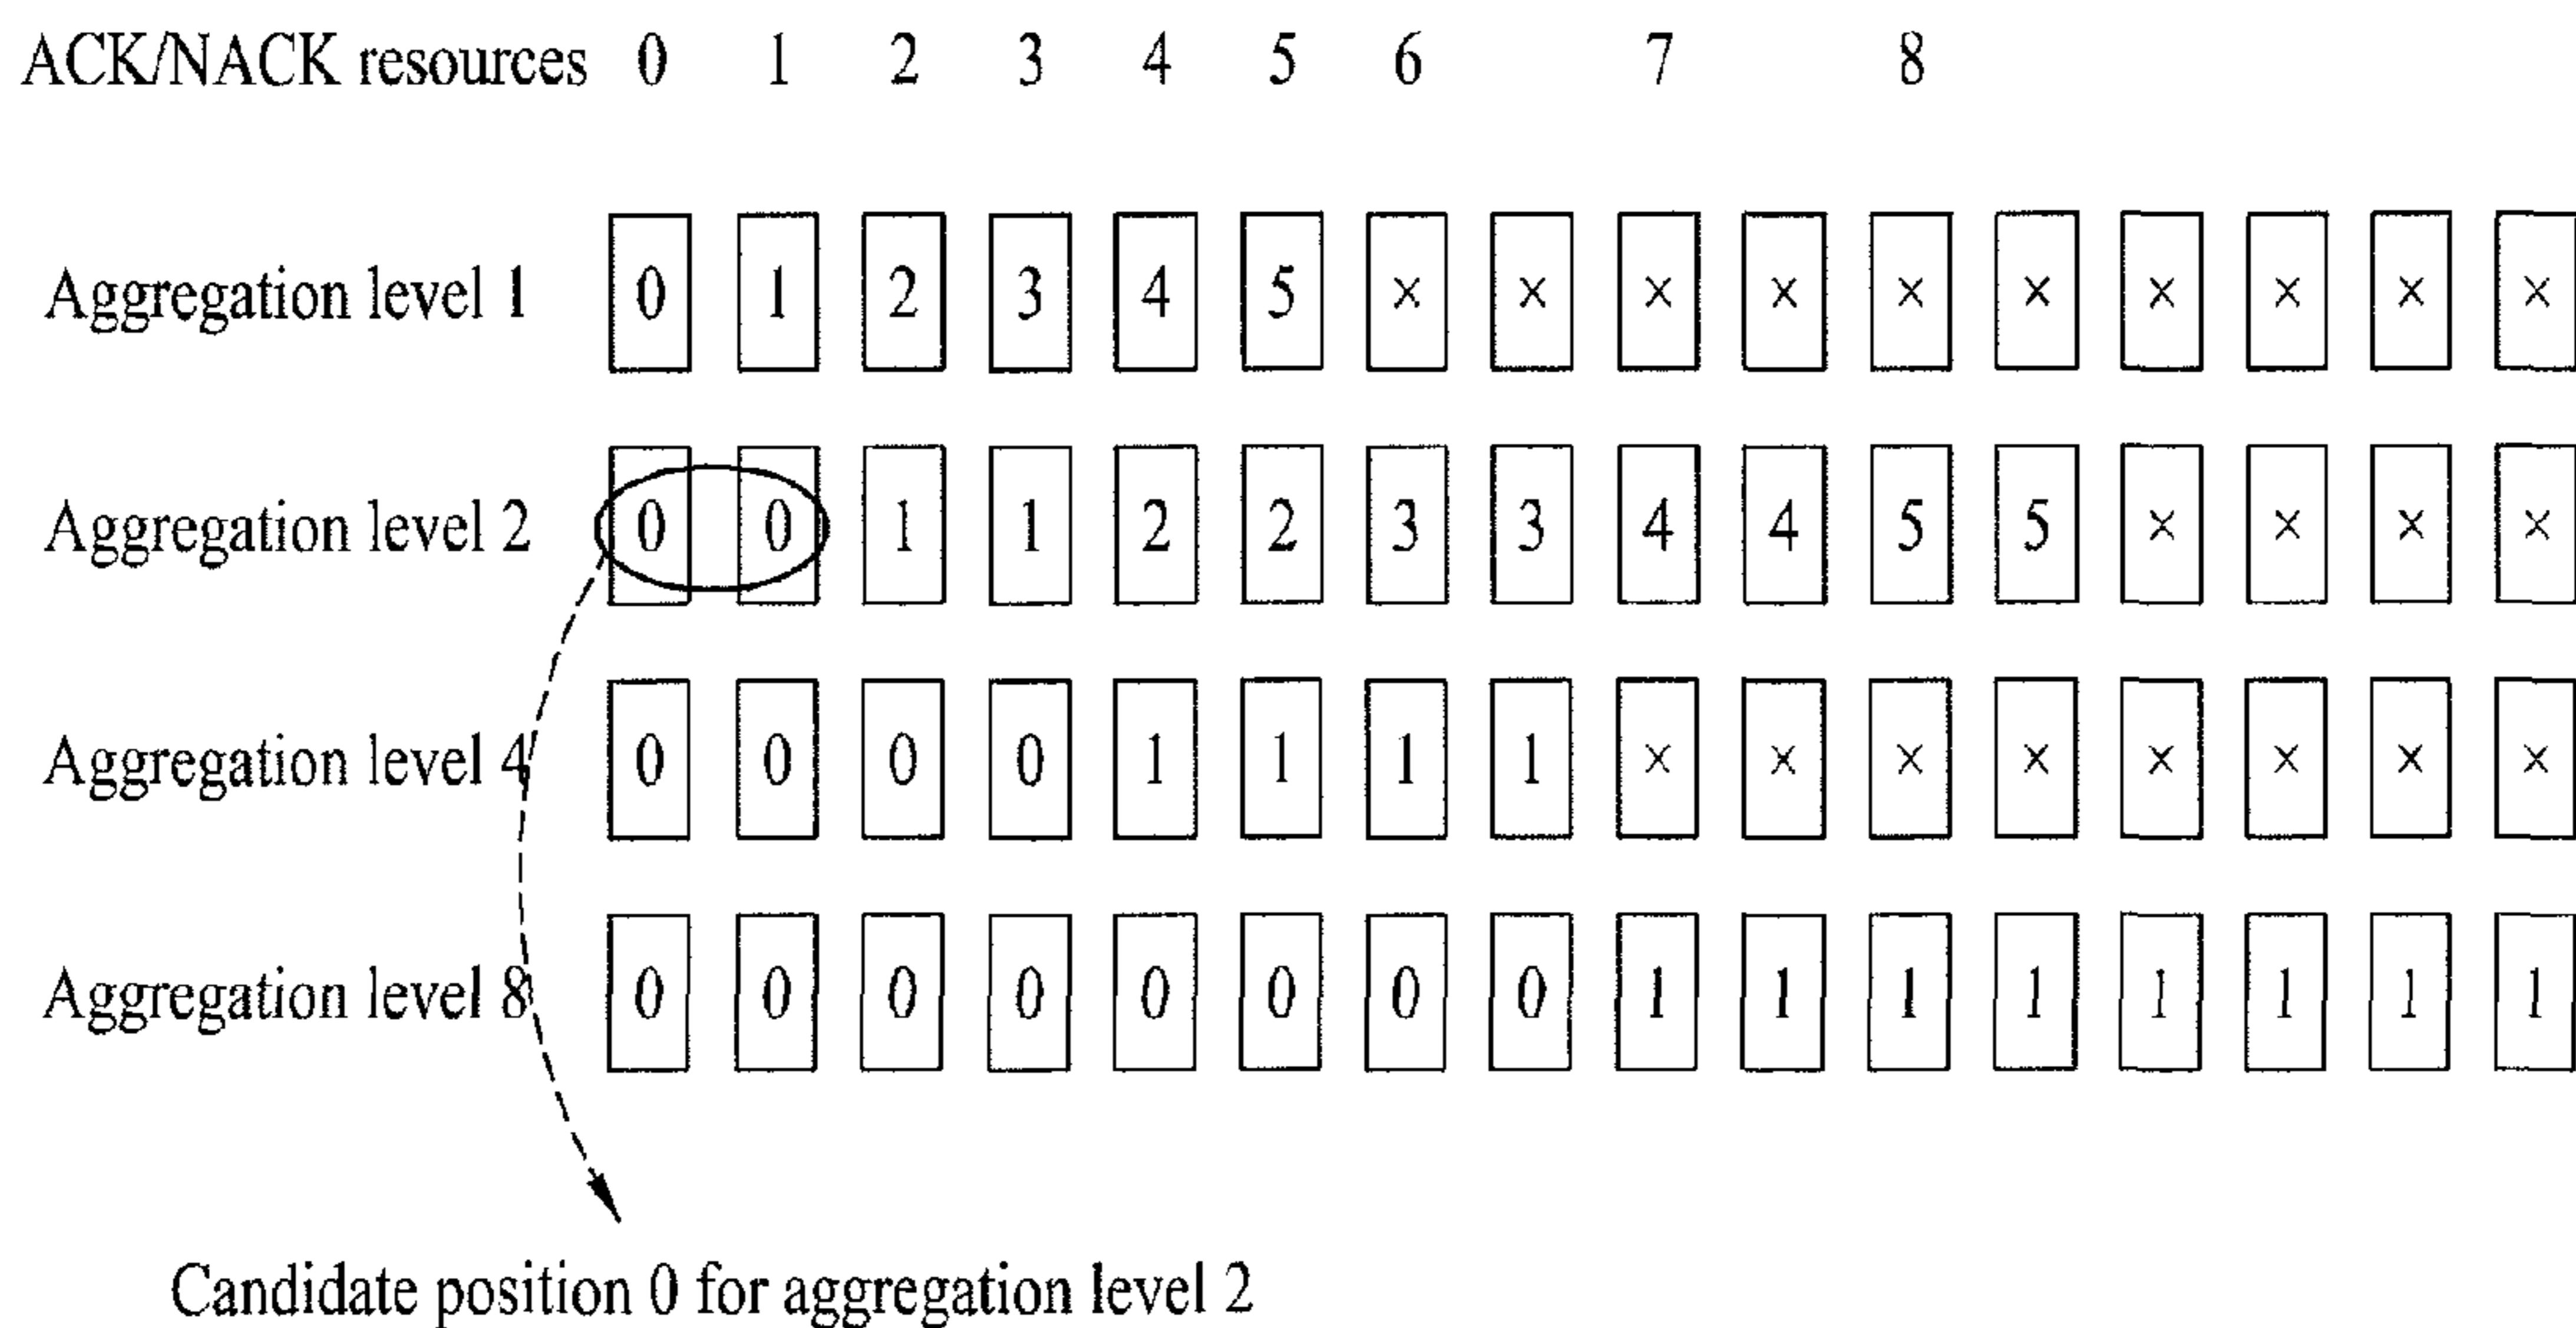 ACK/NACK resources 0 1 2 3 4 5 6 7 8
Aggregation level 1 0 1 2 3 4 5 × × × × × × × × × ×
Aggregation level 2 0 0 1 1 2 2 3 3 4 4 5 5 × × × ×
Aggregation level 4 0 0 0 0 1 1 1 1 × × × × × × × ×
Aggregation level 8 0 0 0 0 0 0 0 0 1 1 1 1 1 1 1 1
Candidate position 0 for aggregation level 2